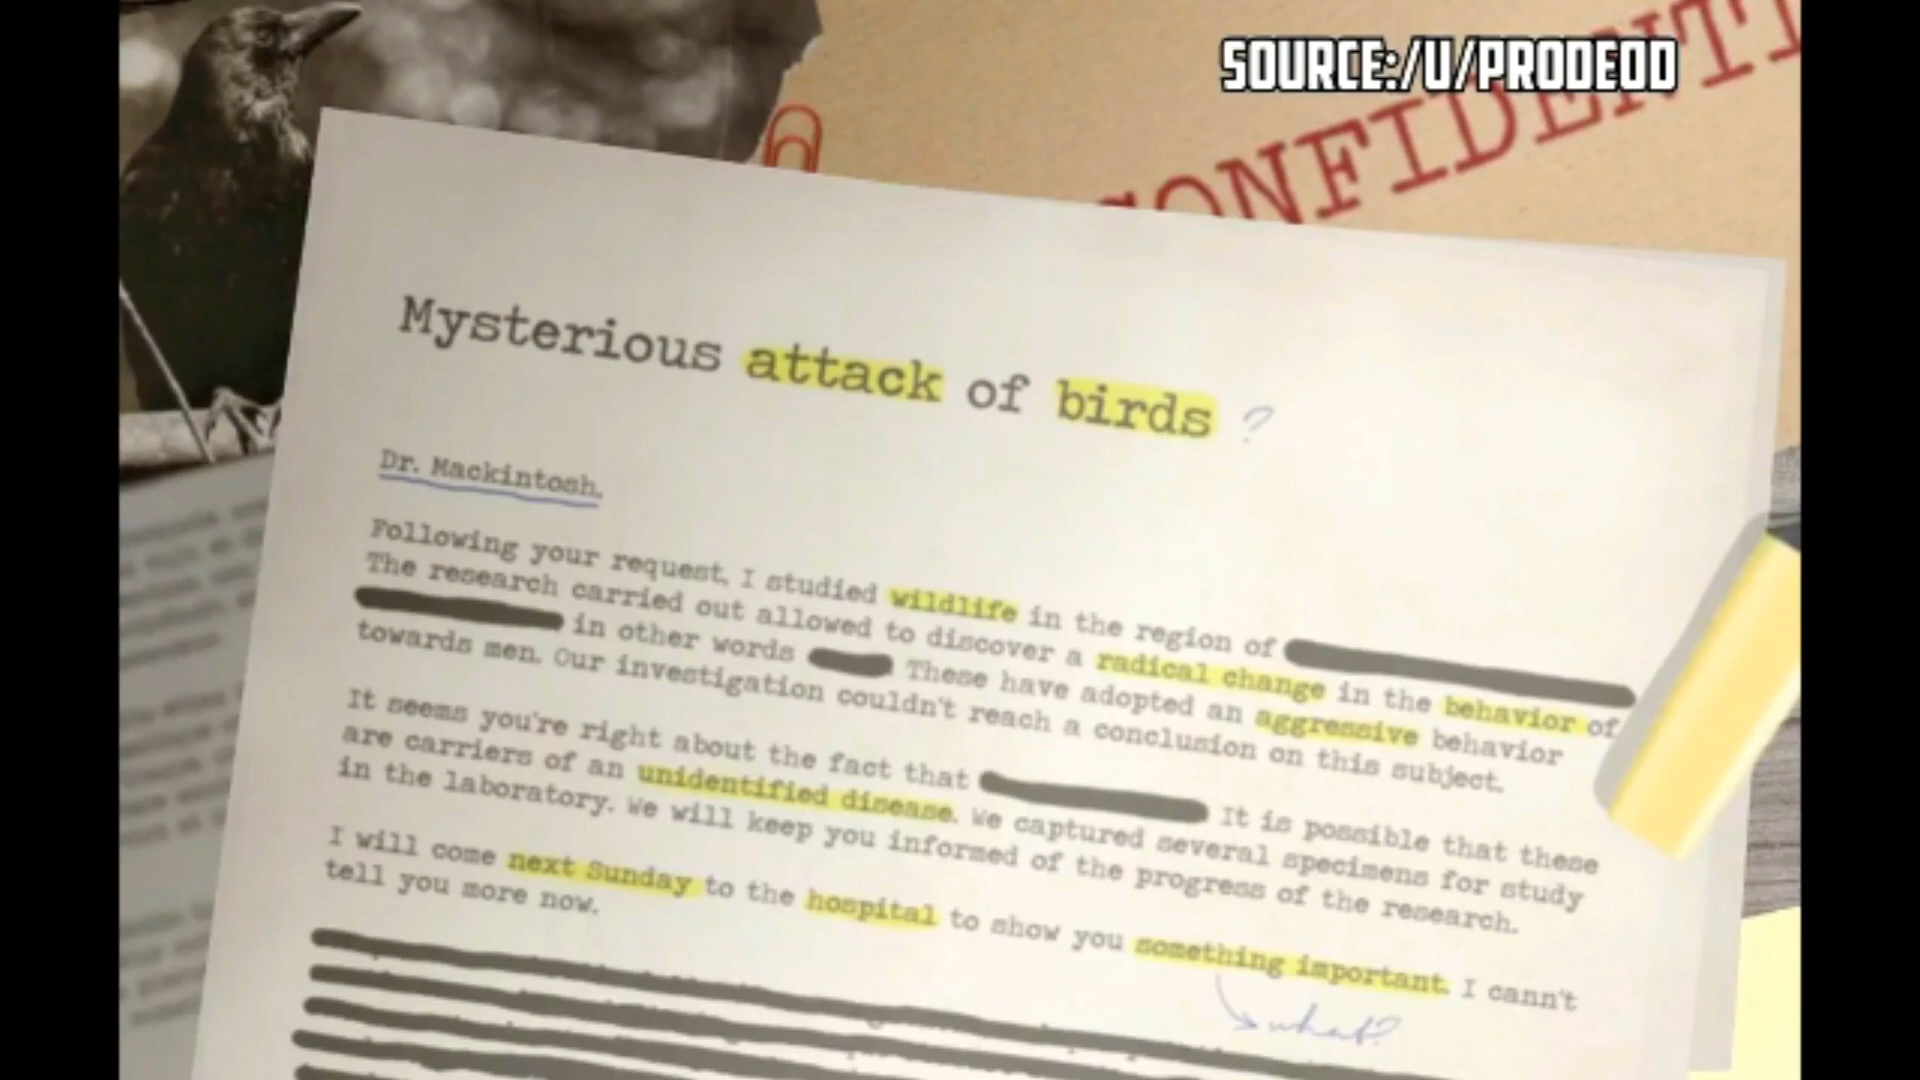 SOURCE:/U/PRODEOD
CONFIDENTI
Mysterious attack of birds ?
Dr. Mackintosh.
Following your request, I studied wildlife in the region of
The research carried out allowed to discover a radical change in the behavior of
in other words These have adopted an aggressive behavior
towards men. Our investigation couldn't reach a conclusion on this subject.
It seems you're right about the fact that It is possible that these
are carriers of an unidentified disease. We captured several specimens for study
in the laboratory. We will keep you informed of the progress of the research.
I will come next Sunday to the hospital to show you something important. I cann't
tell you more now.
what?